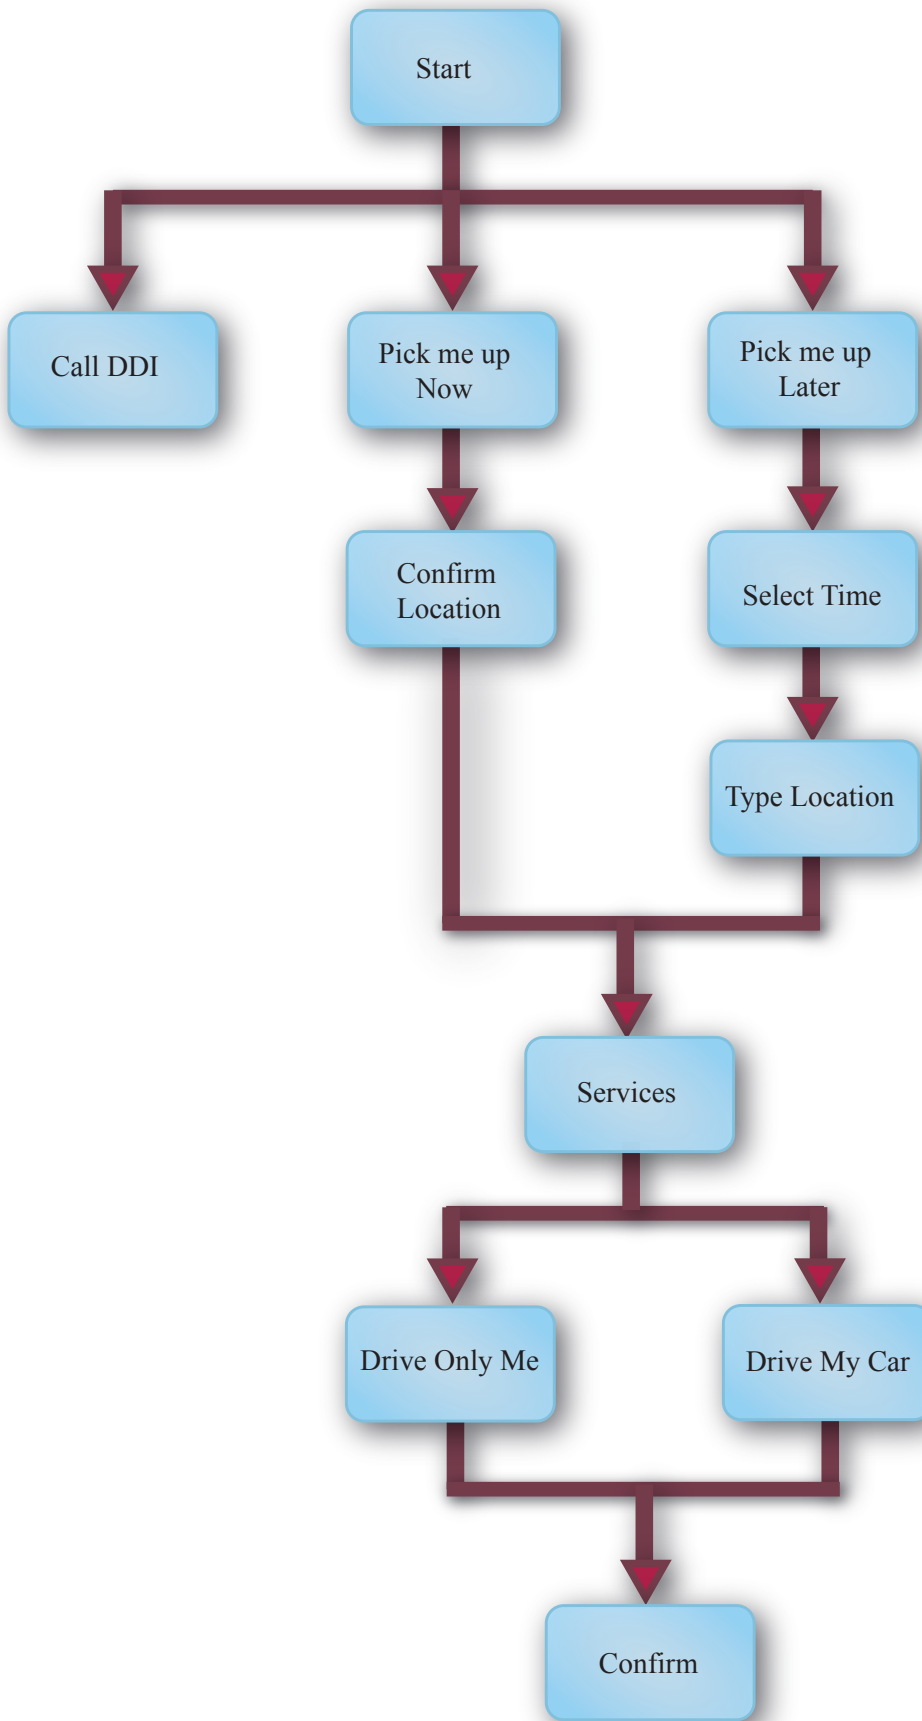 Start
Call DDI
Pick me up
Now
Pick me up
Later
Confirm
Location
Select Time
Type Location
Services
Drive Only Me
Drive My Car
Confirm